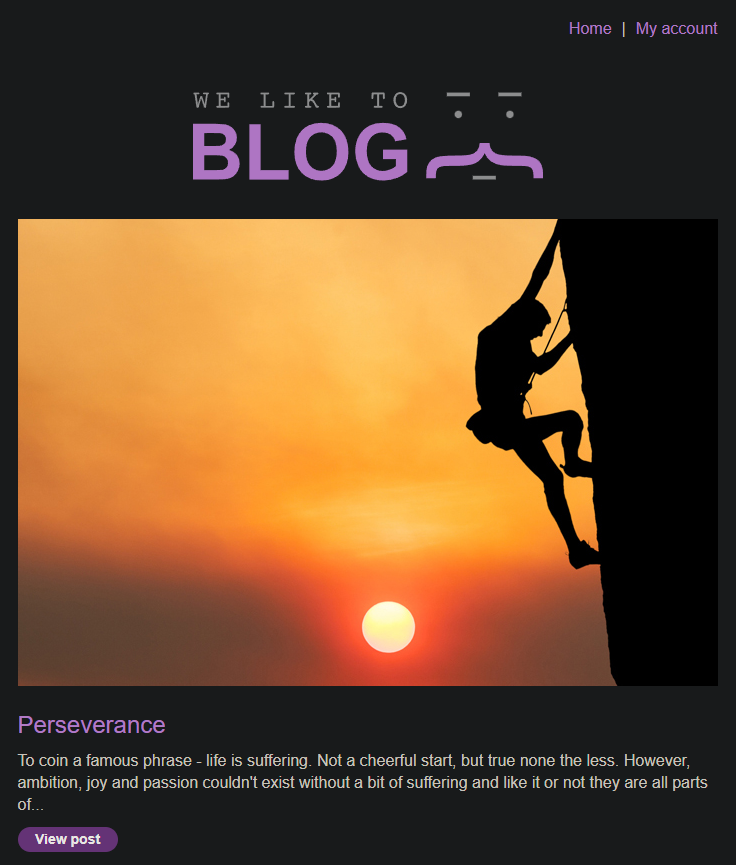 Home | My account
WE LIKE TO
BLOG
Perseverance
To coin a famous phrase - life is suffering. Not a cheerful start, but true none the less. However,
ambition, joy and passion couldn't exist without a bit of suffering and like it or not they are all parts
of...
View post